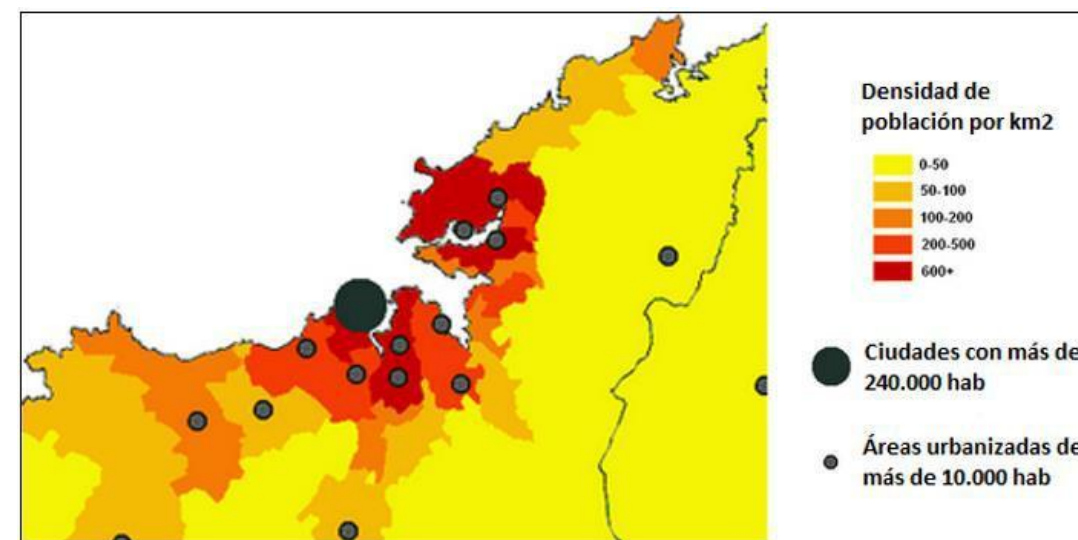 Densidad de
población por km2
0-50
50-100
100-200
200-500
600+
Ciudades con más de
240.000 hab
Áreas urbanizadas de
más de 10.000 hab